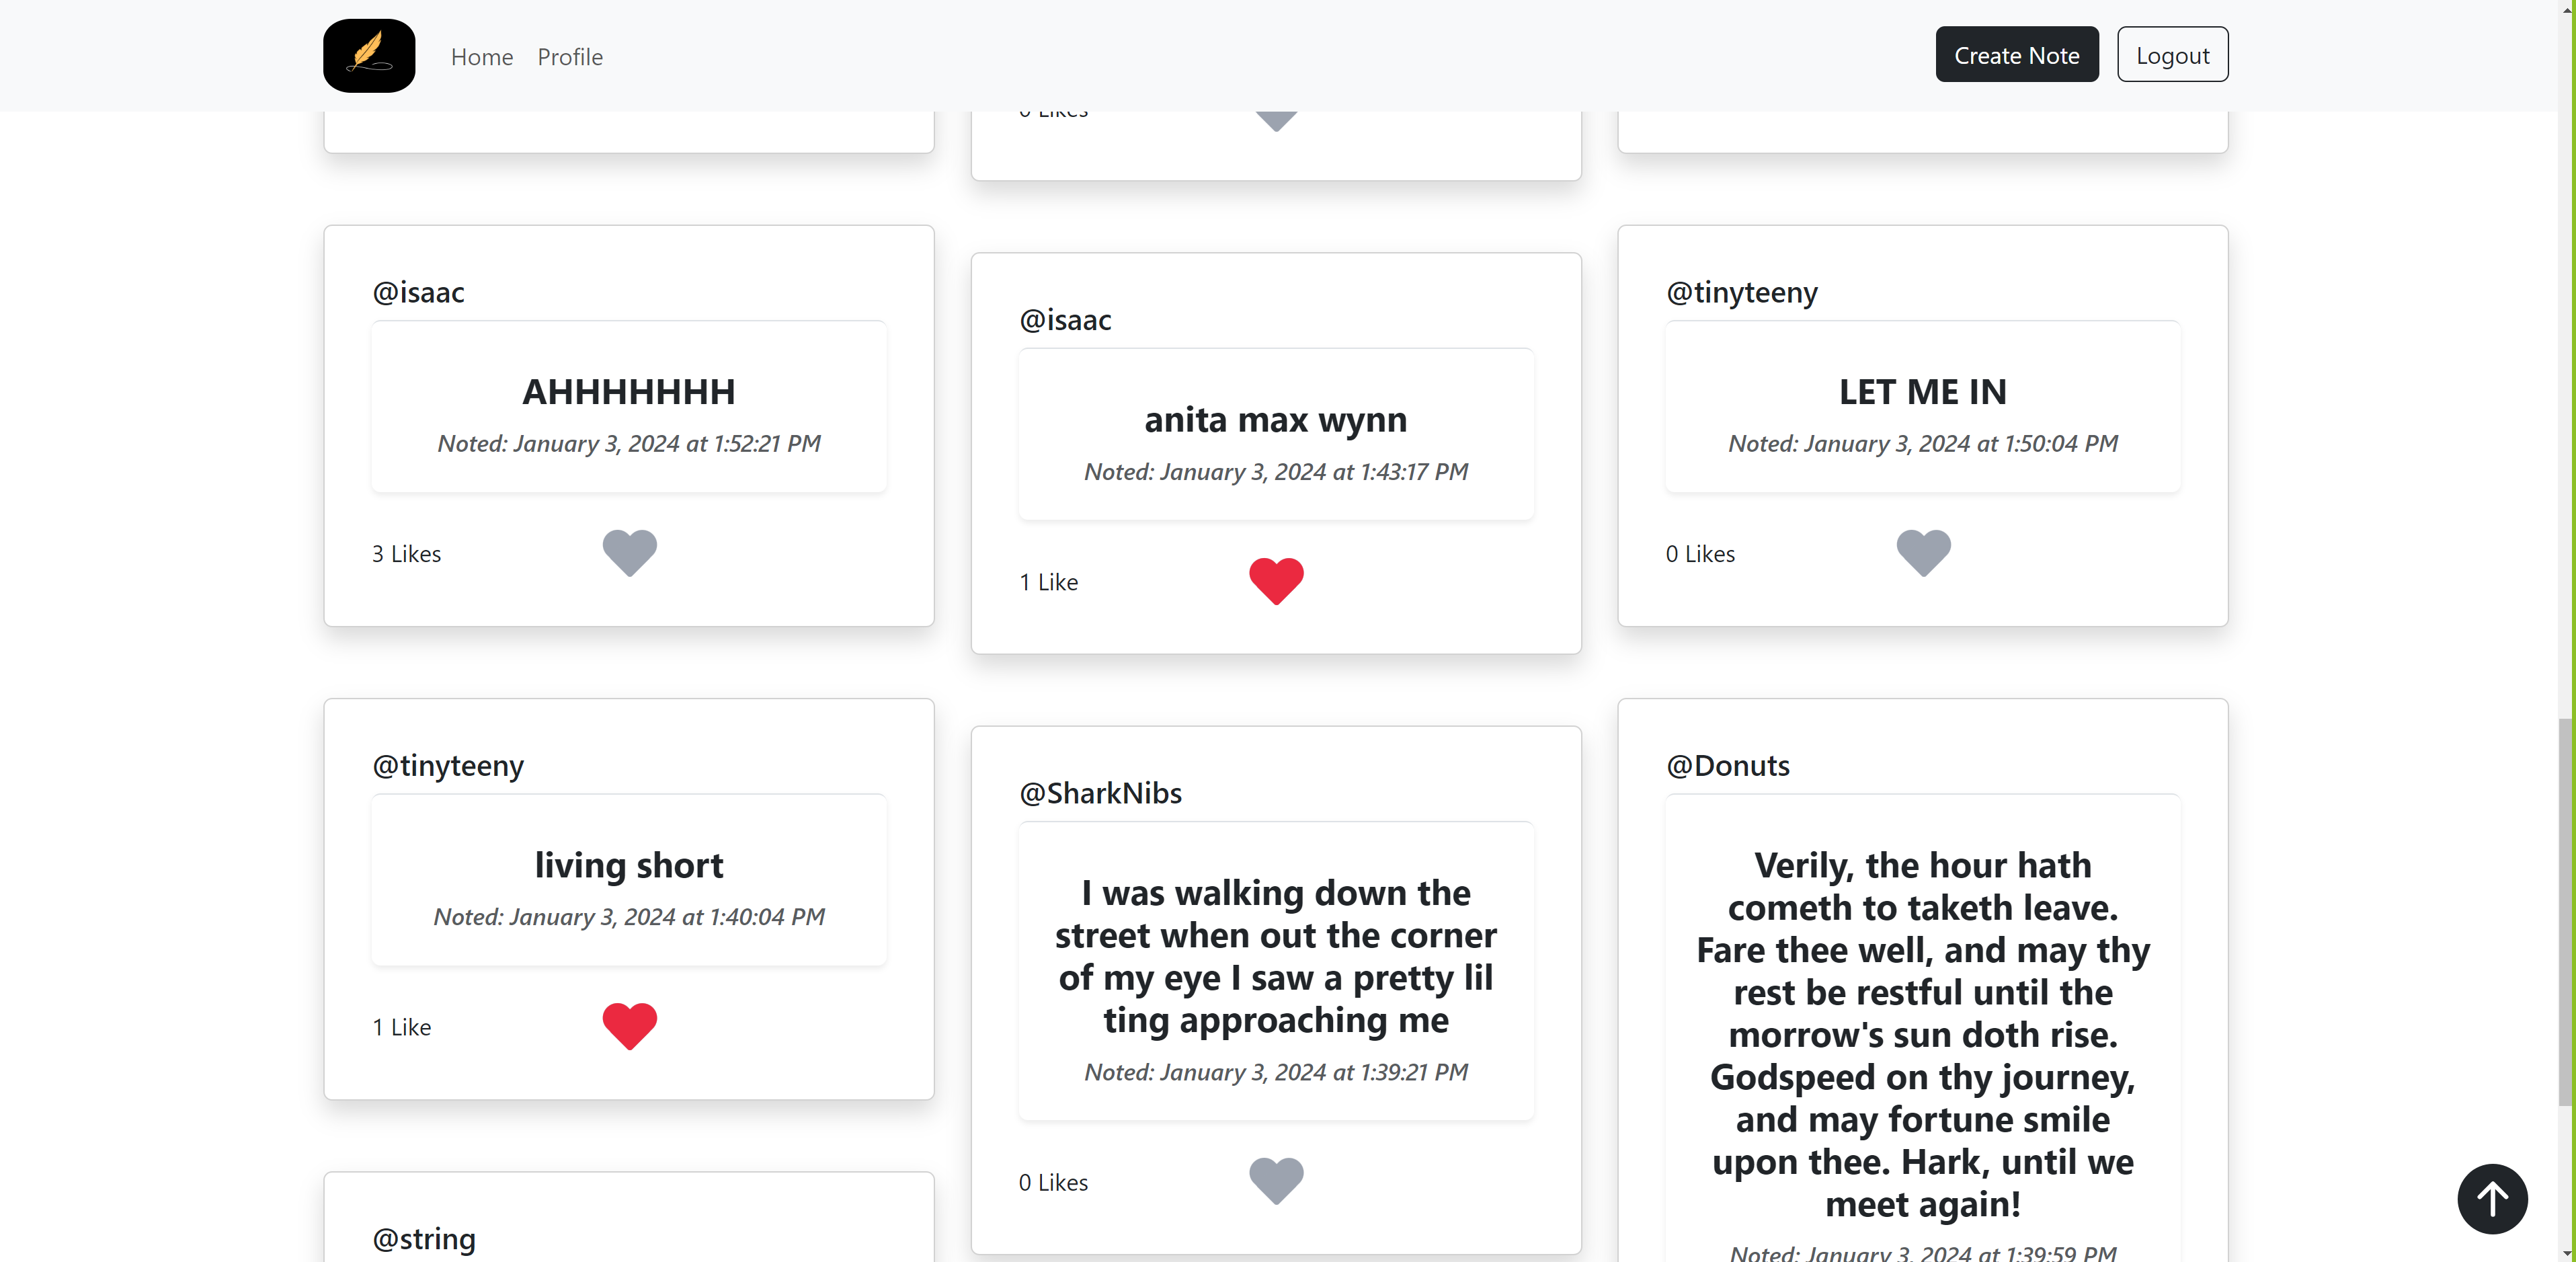 Home Profile Create Note Logout
0 Likes
@isaac
AHHHHHHH
Noted: January 3, 2024 at 1:52:21 PM
3 Likes
@isaac
anita max wynn
Noted: January 3, 2024 at 1:43:17 PM
1 Like
@tinyteeny
LET ME IN
Noted: January 3, 2024 at 1:50:04 PM
0 Likes
@tinyteeny
living short
Noted: January 3, 2024 at 1:40:04 PM
1 Like
@SharkNibs
I was walking down the
street when out the corner
of my eye I saw a pretty lil
ting approaching me
Noted: January 3, 2024 at 1:39:21 PM
0 Likes
@Donuts
Verily, the hour hath
cometh to taketh leave.
Fare thee well, and may thy
rest be restful until the
morrow's sun doth rise.
Godspeed on thy journey,
and may fortune smile
upon thee. Hark, until we
meet again!
Noted: January 3, 2024 at 1:39:59 PM
@string